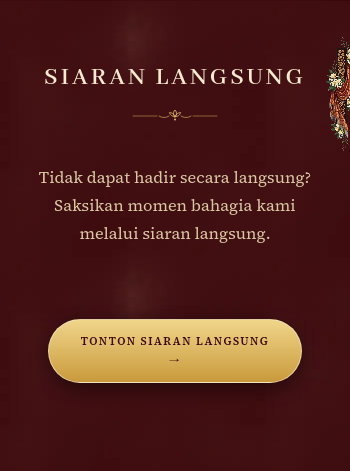 SIARAN LANGSUNG
Tidak dapat hadir secara langsung?
Saksikan momen bahagia kami
melalui siaran langsung.
TONTON SIARAN LANGSUNG
→